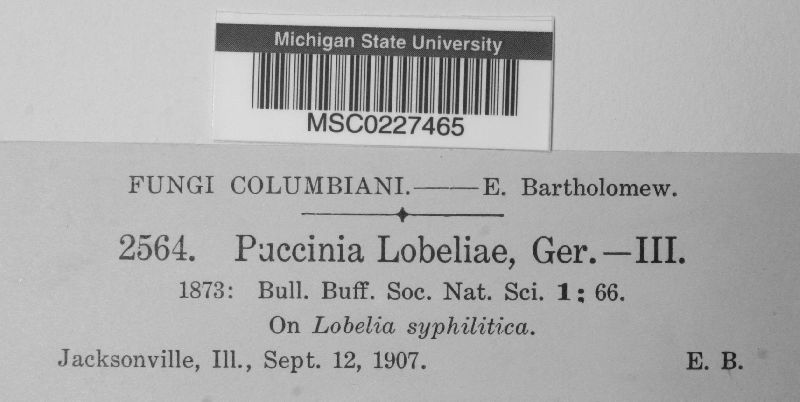 Michigan State University
MSC0227465
FUNGI COLUMBIANI.——E. Bartholomew.
2564. Puccinia Lobeliae, Ger.—III.
1873: Bull. Buff. Soc. Nat. Sci. 1: 66.
On Lobelia syphilitica.
Jacksonville, Ill., Sept. 12, 1907. E. B.